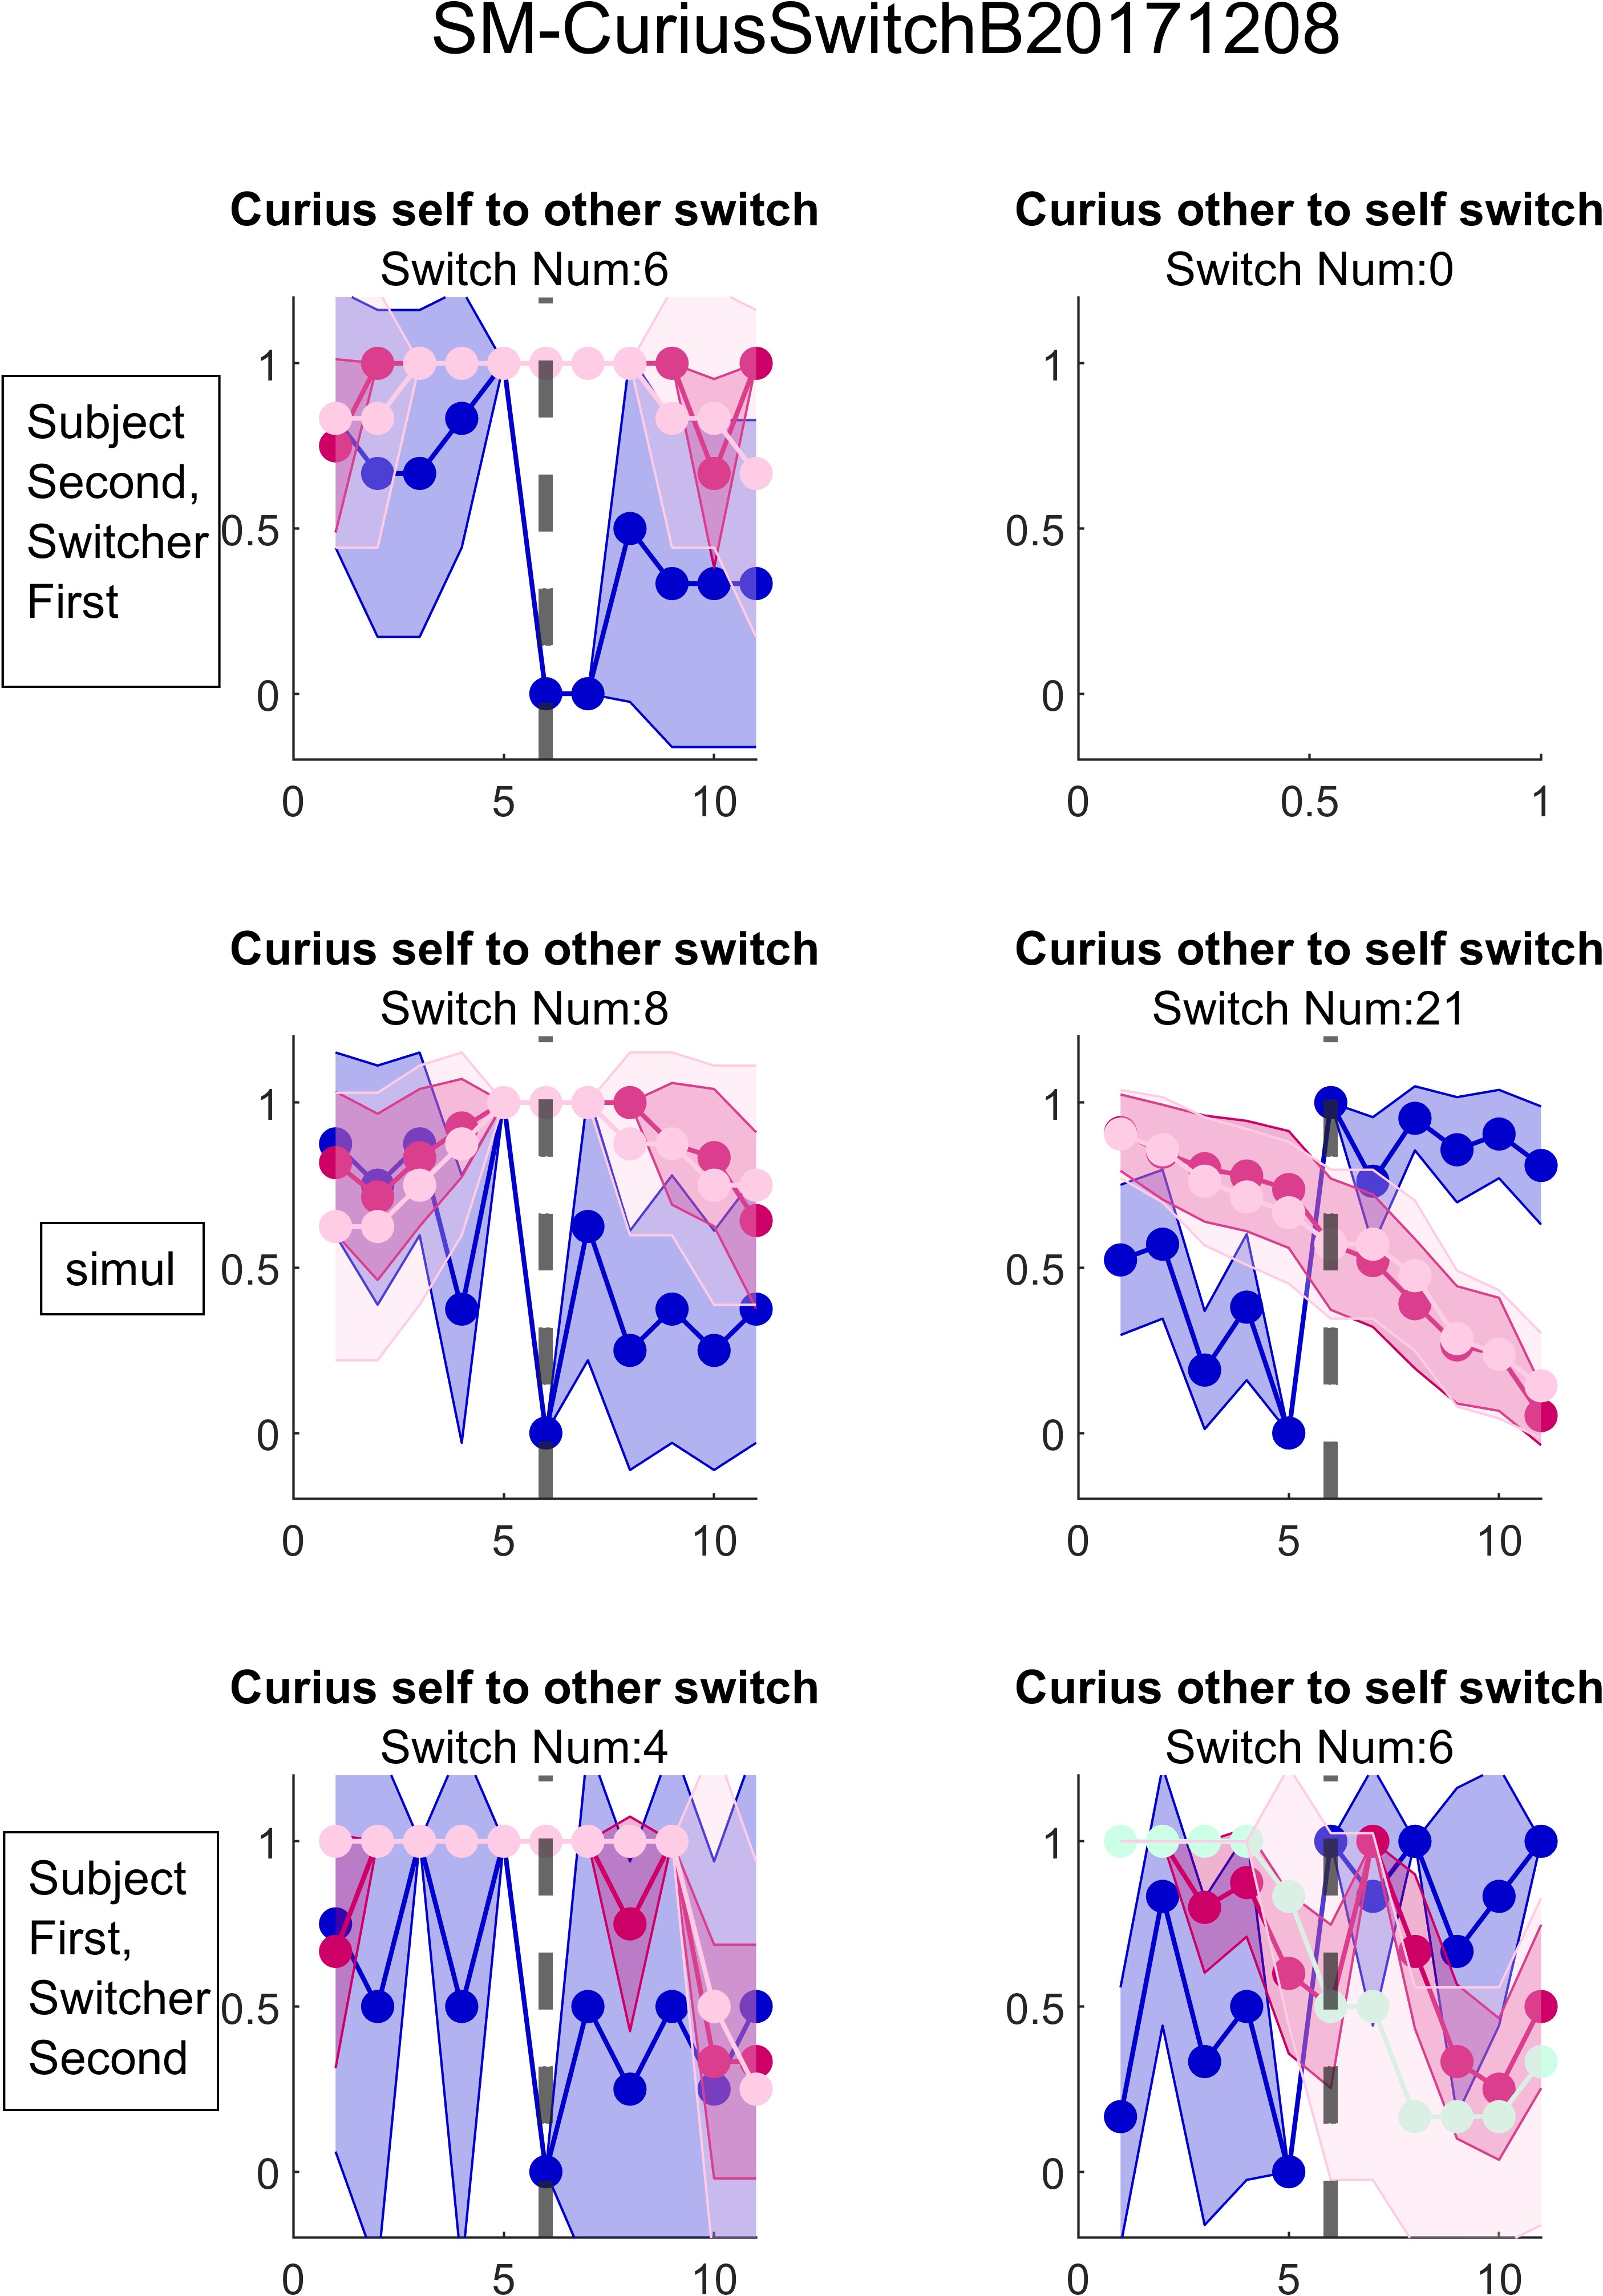 SM-CuriusSwitchB20171208
Curius self to other switch
Switch Num:6
Curius other to self switch
Switch Num:0
Subject
Second,
Switcher
First
1
0.5
0
0 5 10
1
0.5
0
0 0.5 1
Curius self to other switch
Switch Num:8
Curius other to self switch
Switch Num:21
simul
1
0.5
0
0 5 10
1
0.5
0
0 5 10
Curius self to other switch
Switch Num:4
Curius other to self switch
Switch Num:6
Subject
First,
Switcher
Second
1
0.5
0
0 5 10
1
0.5
0
0 5 10